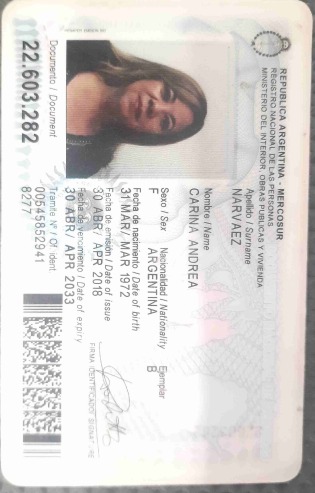 REPUBLICA ARGENTINA - MERCOSUR
REGISTRO NACIONAL DE LAS PERSONAS
MINISTERIO DEL INTERIOR, OBRAS PUBLICAS Y VIVIENDA
Apellido / Surname
NARVAEZ
Nombre / Name
CARINA ANDREA
Sexo / Sex Nacionalidad / Nationality Ejemplar
F ARGENTINA B
Fecha de nacimiento / Date of birth
31 MAR/ MAR 1972
Fecha de emisión / Date of issue
30 ABR/ APR 2018
Fecha de vencimiento / Date of expiry
30 ABR/ APR 2033
FIRMA IDENTIFICADO / SIGNATURE
Documento / Document
22.603.282
Trámite N° / Of. ident.
00545852941
8277